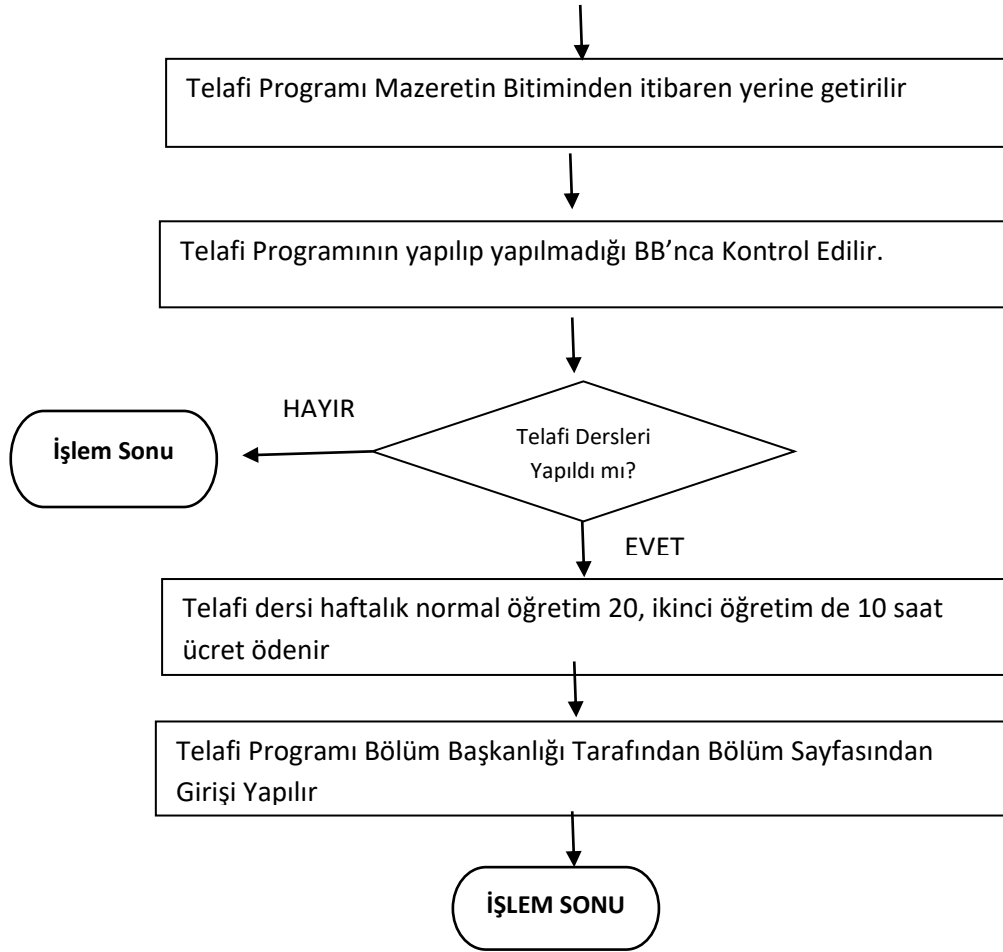 Telafi Programı Mazeretin Bitiminden itibaren yerine getirilir
Telafi Programının yapılıp yapılmadığı BB’nca Kontrol Edilir.
HAYIR
İşlem Sonu
Telafi Dersleri
Yapıldı mı?
EVET
Telafi dersi haftalık normal öğretim 20, ikinci öğretim de 10 saat
ücret ödenir
Telafi Programı Bölüm Başkanlığı Tarafından Bölüm Sayfasından
Girişi Yapılır
İŞLEM SONU